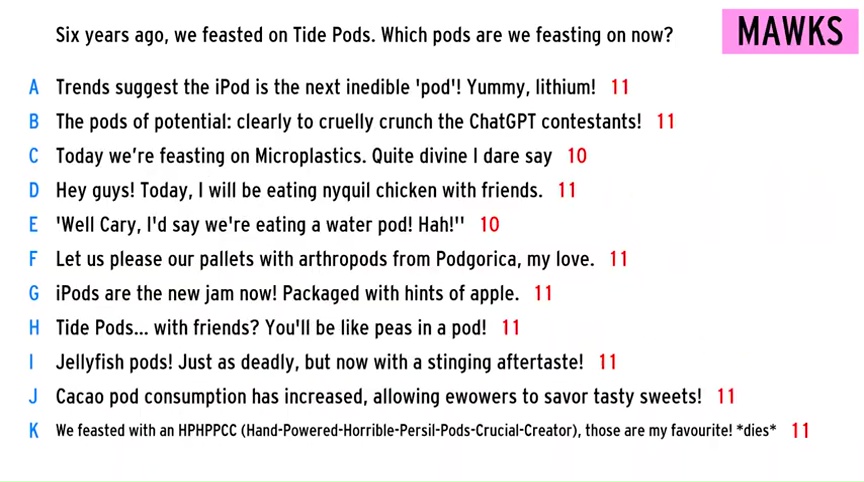 Six years ago, we feasted on Tide Pods. Which pods are we feasting on now?
MAWKS
A Trends suggest the iPod is the next inedible 'pod'! Yummy, lithium! 11
B The pods of potential: clearly to cruelly crunch the ChatGPT contestants! 11
C Today we're feasting on Microplastics. Quite divine I dare say 10
D Hey guys! Today, I will be eating nyquil chicken with friends. 11
E 'Well Cary, I'd say we're eating a water pod! Hah!'' 10
F Let us please our pallets with arthropods from Podgorica, my love. 11
G iPods are the new jam now! Packaged with hints of apple. 11
H Tide Pods... with friends? You'll be like peas in a pod! 11
I Jellyfish pods! Just as deadly, but now with a stinging aftertaste! 11
J Cacao pod consumption has increased, allowing ewowers to savor tasty sweets! 11
K We feasted with an HPHPPCC (Hand-Powered-Horrible-Persil-Pods-Crucial-Creator), those are my favourite! *dies* 11